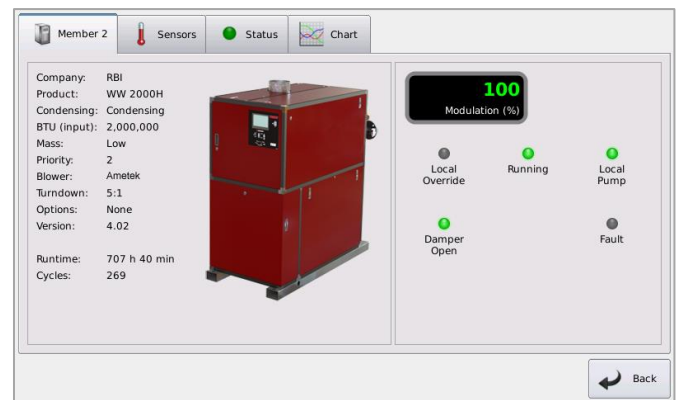 Member 2
Sensors
Status
Chart
Company: RBI
Product: WW 2000H
Condensing: Condensing
BTU (input): 2,000,000
Mass: Low
Priority: 2
Blower: Ametek
Turndown: 5:1
Options: None
Version: 4.02
Runtime: 707 h 40 min
Cycles: 269
100
Modulation (%)
Local
Override
Running
Local
Pump
Damper
Open
Fault
Back